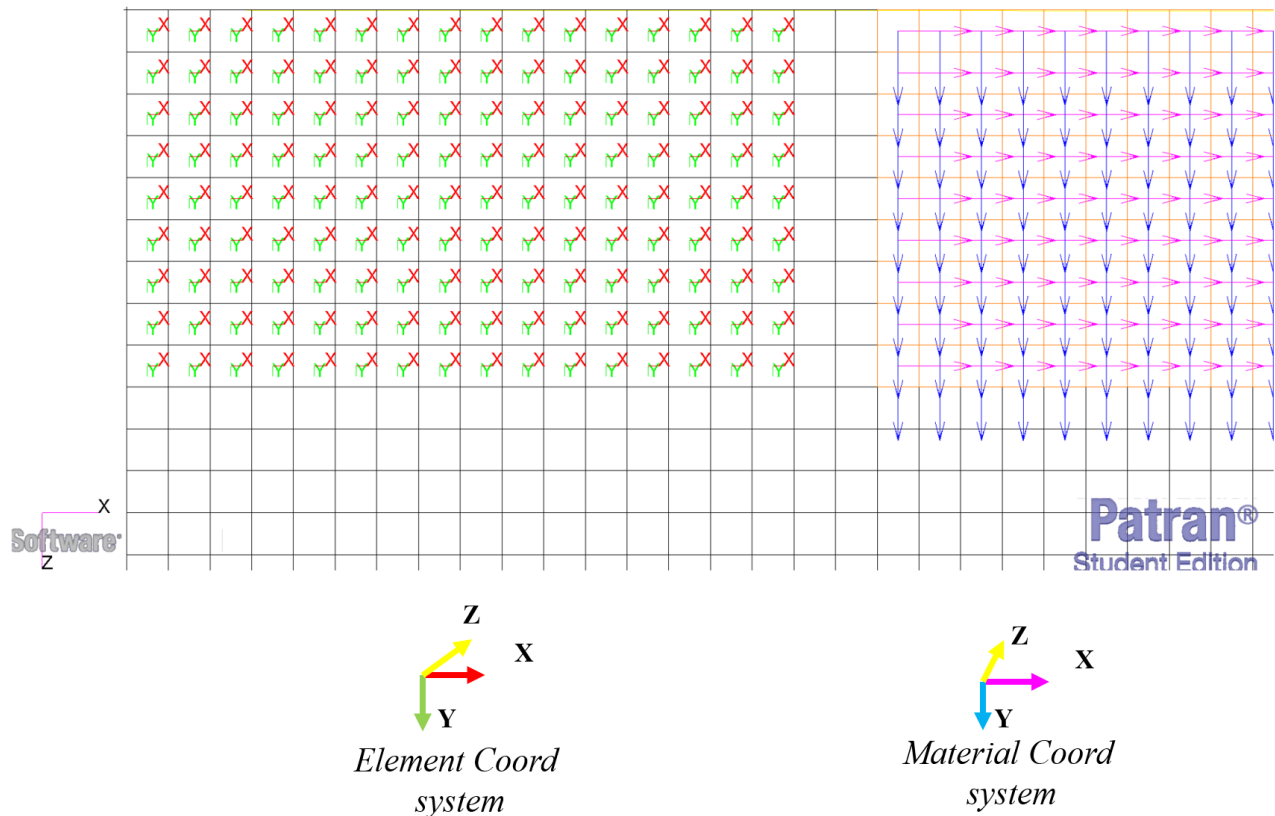 Y X Y X Y X Y X Y X Y X Y X Y X Y X Y X Y X Y X Y X Y X Y X Y X
Y X Y X Y X Y X Y X Y X Y X Y X Y X Y X Y X Y X Y X Y X Y X Y X
Y X Y X Y X Y X Y X Y X Y X Y X Y X Y X Y X Y X Y X Y X Y X Y X
Y X Y X Y X Y X Y X Y X Y X Y X Y X Y X Y X Y X Y X Y X Y X Y X
Y X Y X Y X Y X Y X Y X Y X Y X Y X Y X Y X Y X Y X Y X Y X Y X
Y X Y X Y X Y X Y X Y X Y X Y X Y X Y X Y X Y X Y X Y X Y X Y X
Y X Y X Y X Y X Y X Y X Y X Y X Y X Y X Y X Y X Y X Y X Y X Y X
Y X Y X Y X Y X Y X Y X Y X Y X Y X Y X Y X Y X Y X Y X Y X Y X
Y X Y X Y X Y X Y X Y X Y X Y X Y X Y X Y X Y X Y X Y X Y X Y X
X
Software
Z
Patran®
Student Edition
Z
X
Y
Element Coord
system
Z
X
Y
Material Coord
system